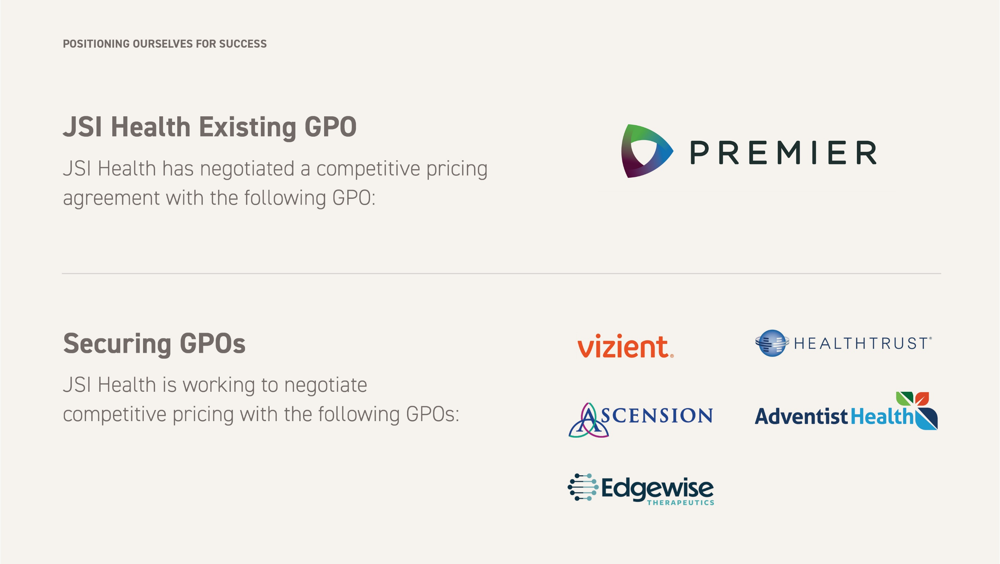 POSITIONING OURSELVES FOR SUCCESS
JSI Health Existing GPO
JSI Health has negotiated a competitive pricing
agreement with the following GPO:
PREMIER
Securing GPOs
JSI Health is working to negotiate
competitive pricing with the following GPOs:
vizient®
HEALTHTRUST®
ASCENSION
Adventist Health
Edgewise
THERAPEUTICS